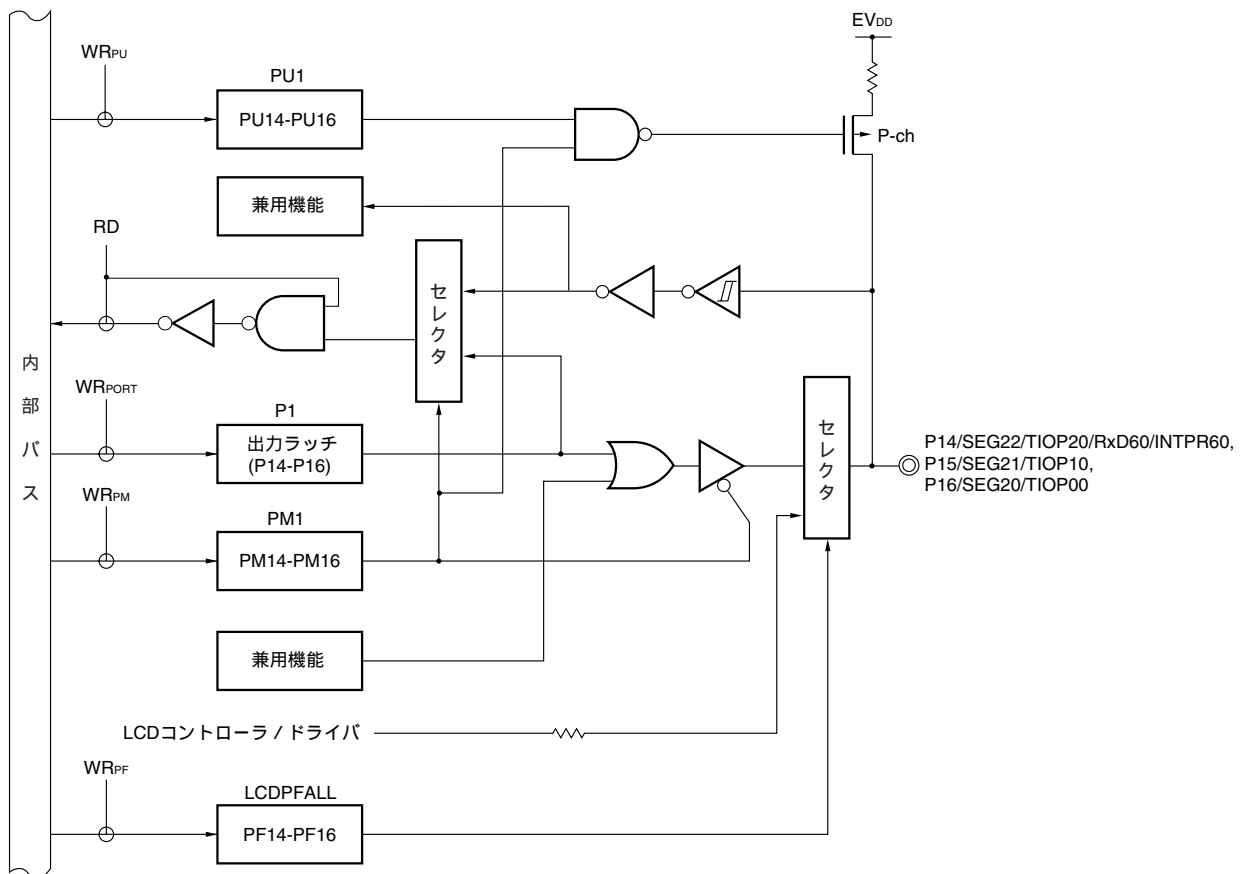 EVDD
WRPU
PU1
PU14-PU16
P-ch
兼用機能
RD
セレクタ
内部バス
WRPORT
P1
出力ラッチ
(P14-P16)
セレクタ
P14/SEG22/TIOP20/RxD60/INTPR60,
P15/SEG21/TIOP10,
P16/SEG20/TIOP00
WRPM
PM1
PM14-PM16
兼用機能
LCDコントローラ / ドライバ
WRPF
LCDPFALL
PF14-PF16